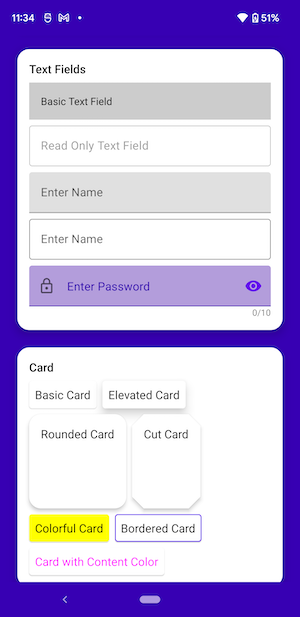 11:34
51%
Text Fields
Basic Text Field
Read Only Text Field
Enter Name
Enter Name
Enter Password
0/10
Card
Basic Card
Elevated Card
Rounded Card
Cut Card
Colorful Card
Bordered Card
Card with Content Color